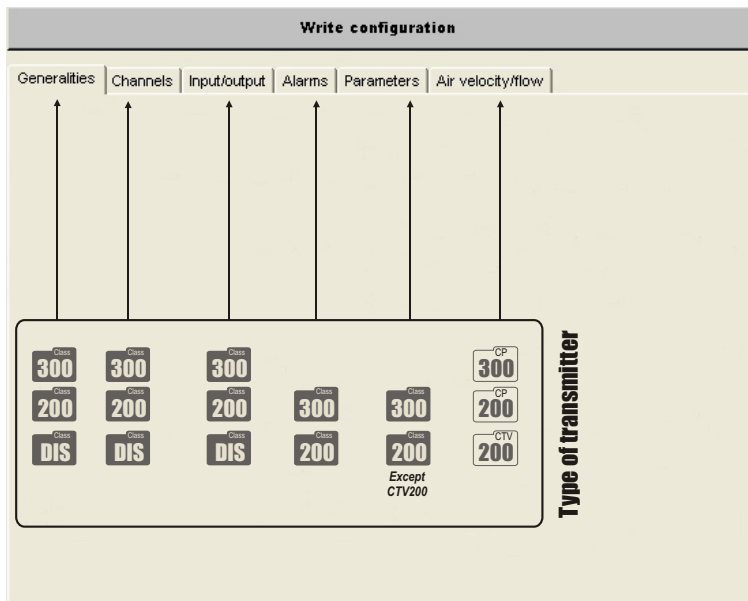 Write configuration
Generalities Channels Input/output Alarms Parameters Air velocity/flow
Class Class Class CP
300 300 300 300
Class Class Class Class Class CP
200 200 200 300 300 200
Class Class Class Class Class CTV
DIS DIS DIS 200 200 200
Except
CTV200
Type of transmitter